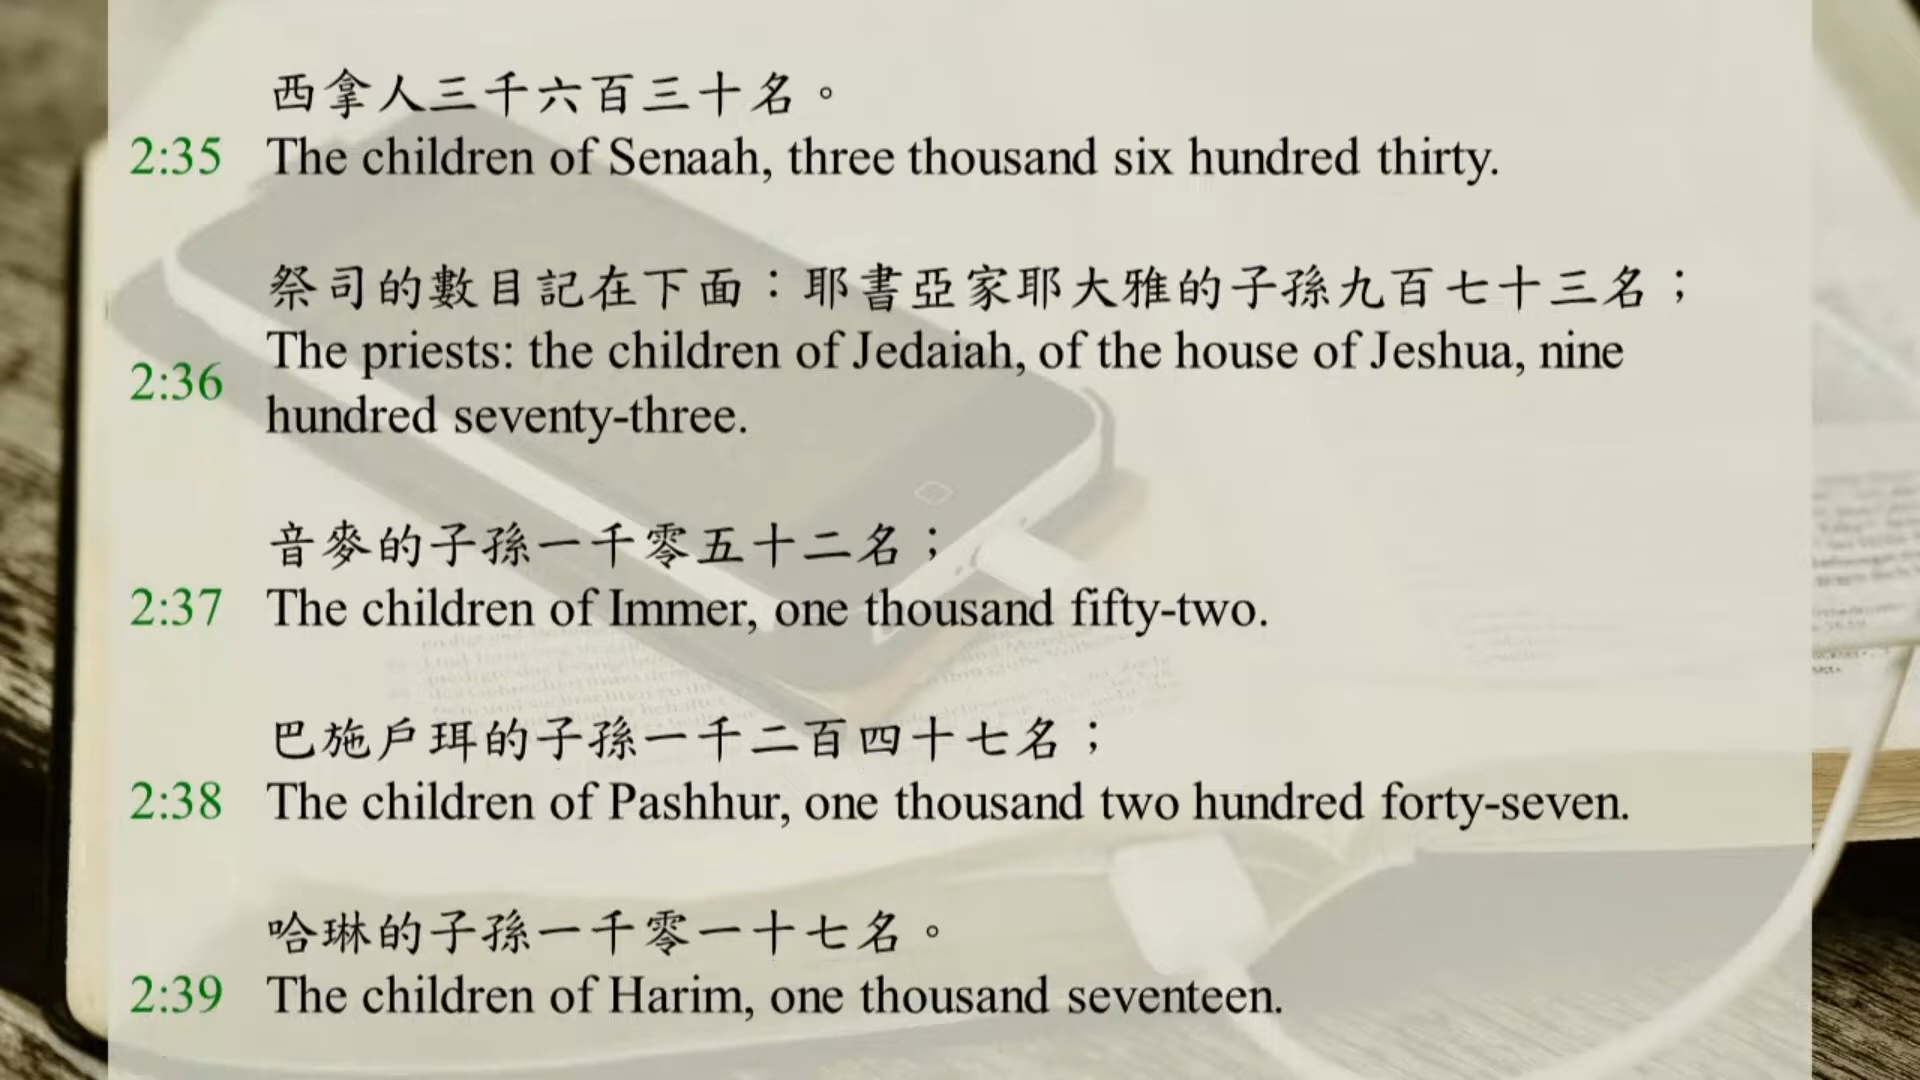 西拿人三千六百三十名。
2:35 The children of Senaah, three thousand six hundred thirty.
祭司的數目記在下面：耶書亞家耶大雅的子孫九百七十三名；
2:36 The priests: the children of Jedaiah, of the house of Jeshua, nine
hundred seventy-three.
音麥的子孫一千零五十二名；
2:37 The children of Immer, one thousand fifty-two.
巴施戶珥的子孫一千二百四十七名；
2:38 The children of Pashhur, one thousand two hundred forty-seven.
哈琳的子孫一千零一十七名。
2:39 The children of Harim, one thousand seventeen.